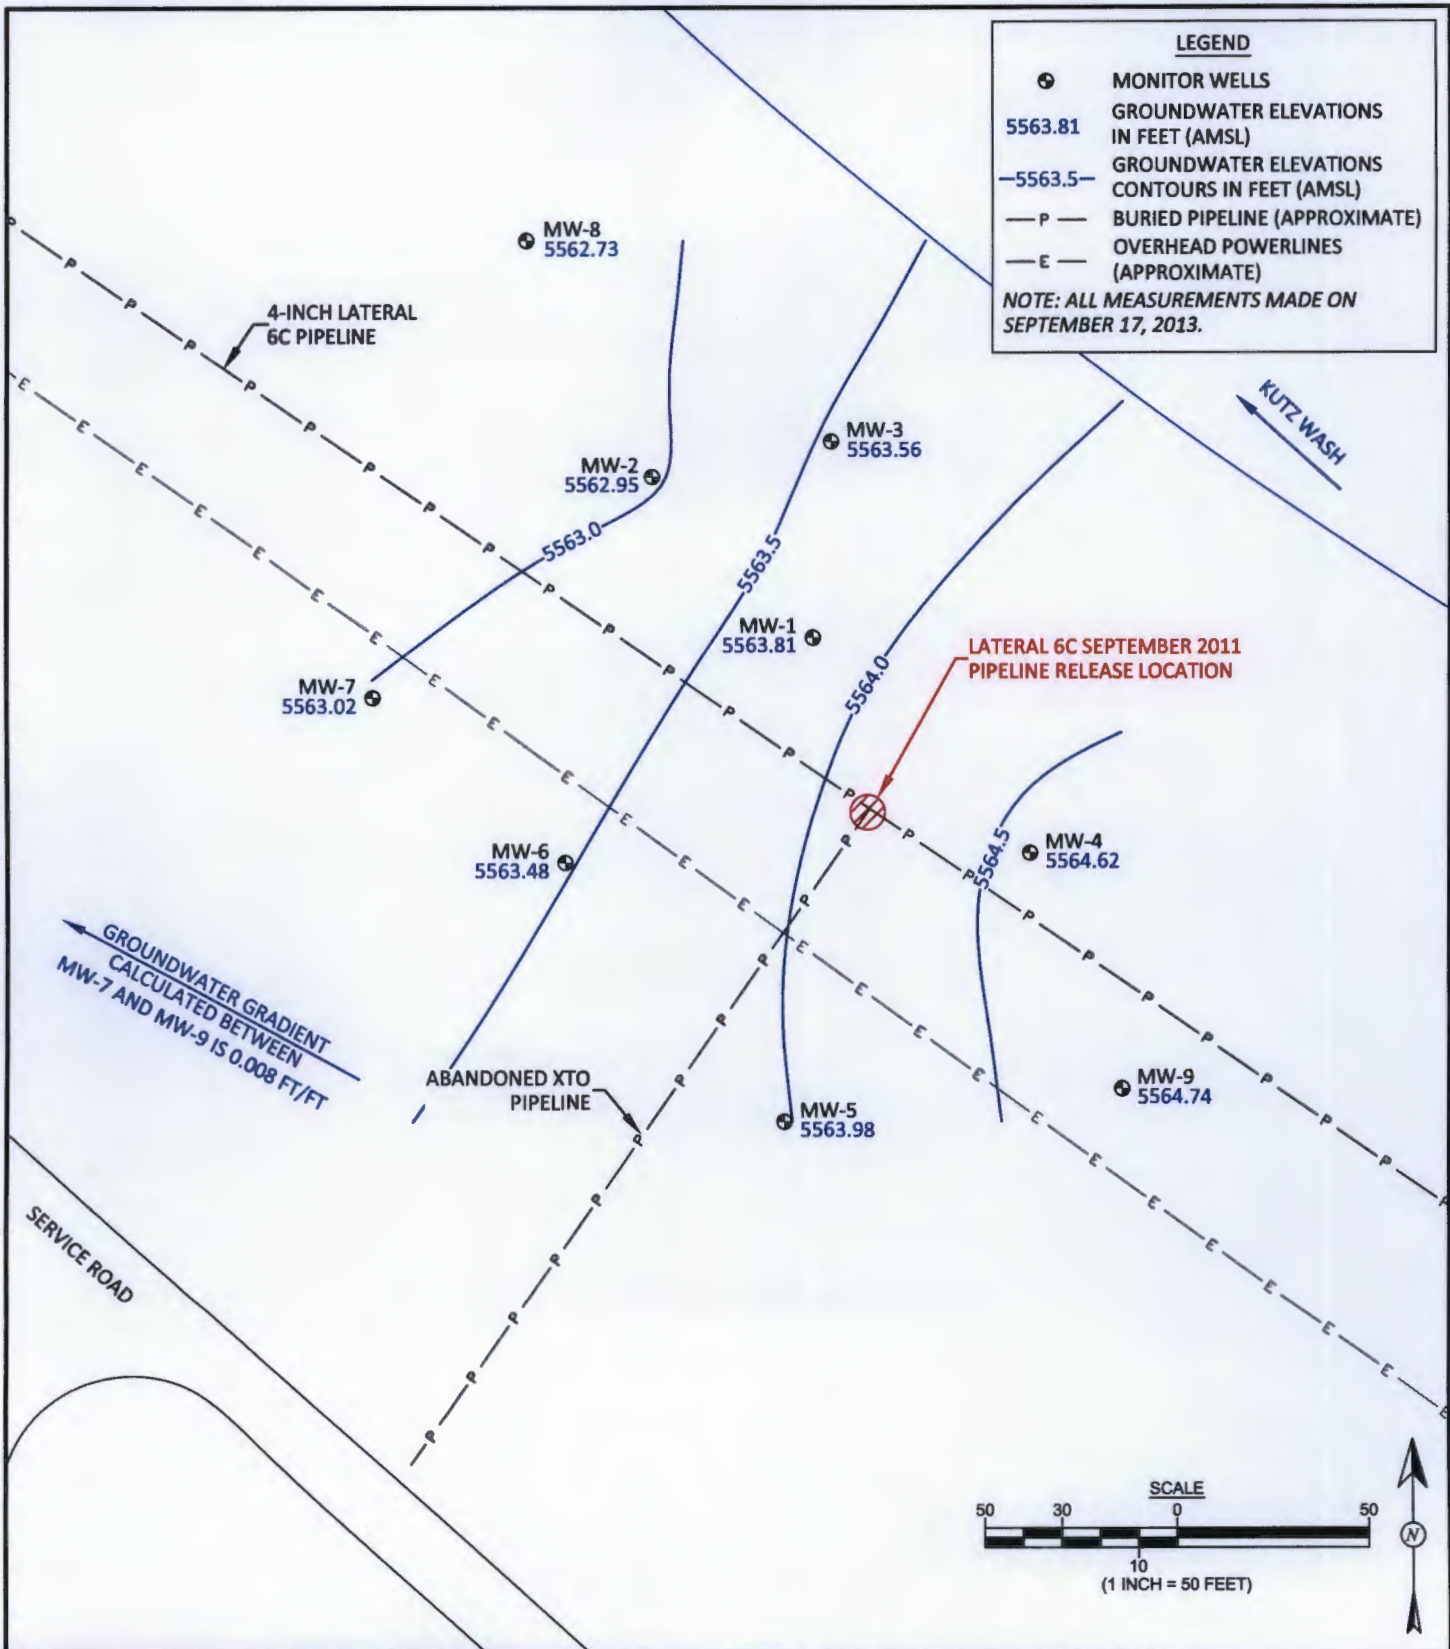 LEGEND
MONITOR WELLS
5563.81
GROUNDWATER ELEVATIONS
IN FEET (AMSL)
5563.5
GROUNDWATER ELEVATIONS
CONTOURS IN FEET (AMSL)
P
BURIED PIPELINE (APPROXIMATE)
E
OVERHEAD POWERLINES
(APPROXIMATE)
NOTE: ALL MEASUREMENTS MADE ON
SEPTEMBER 17, 2013.
MW-8
5562.73
4-INCH LATERAL
6C PIPELINE
KUTZ WASH
MW-3
5563.56
MW-2
5562.95
5563.0
5563.5
MW-1
5563.81
LATERAL 6C SEPTEMBER 2011
PIPELINE RELEASE LOCATION
5564.0
MW-7
5563.02
MW-6
5563.48
5564.5
MW-4
5564.62
GROUNDWATER GRADIENT
CALCULATED BETWEEN
MW-7 AND MW-9 IS 0.008 FT/FT
ABANDONED XTO
PIPELINE
MW-5
5563.98
MW-9
5564.74
SERVICE ROAD
SCALE
50 30 0 50
10
(1 INCH = 50 FEET)
N